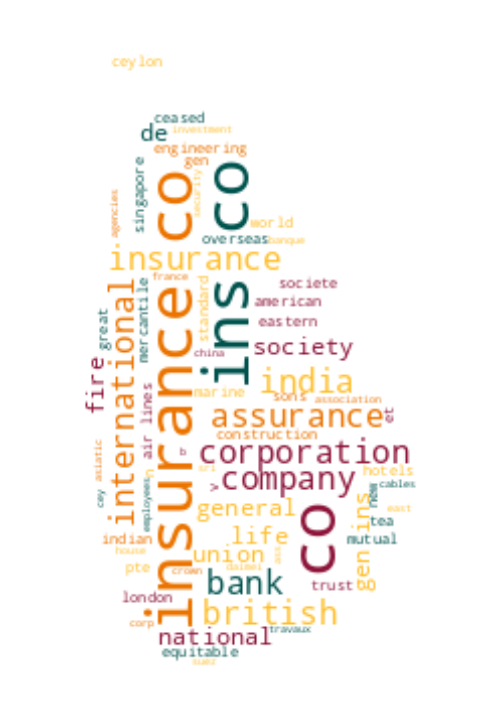 ceylon
ceased
de
investment
engineering
gen
singapore
security
agencies
co
co
world
overseas
banque
insurance
france
societe
american
eastern
society
mercantile
great
standard
international
insurance
ins
china
india
sons
association
marine
fire
air lines
assurance
et
construction
b
corporation
sri
company
v
hotels
cables
new
east
asiatic
cey
employees
general
co
gen ins
tea
mutual
life
indian
house
union
pte
crown
daimei
bank
trust
london
british
corp
national
travaux
equitable
suez